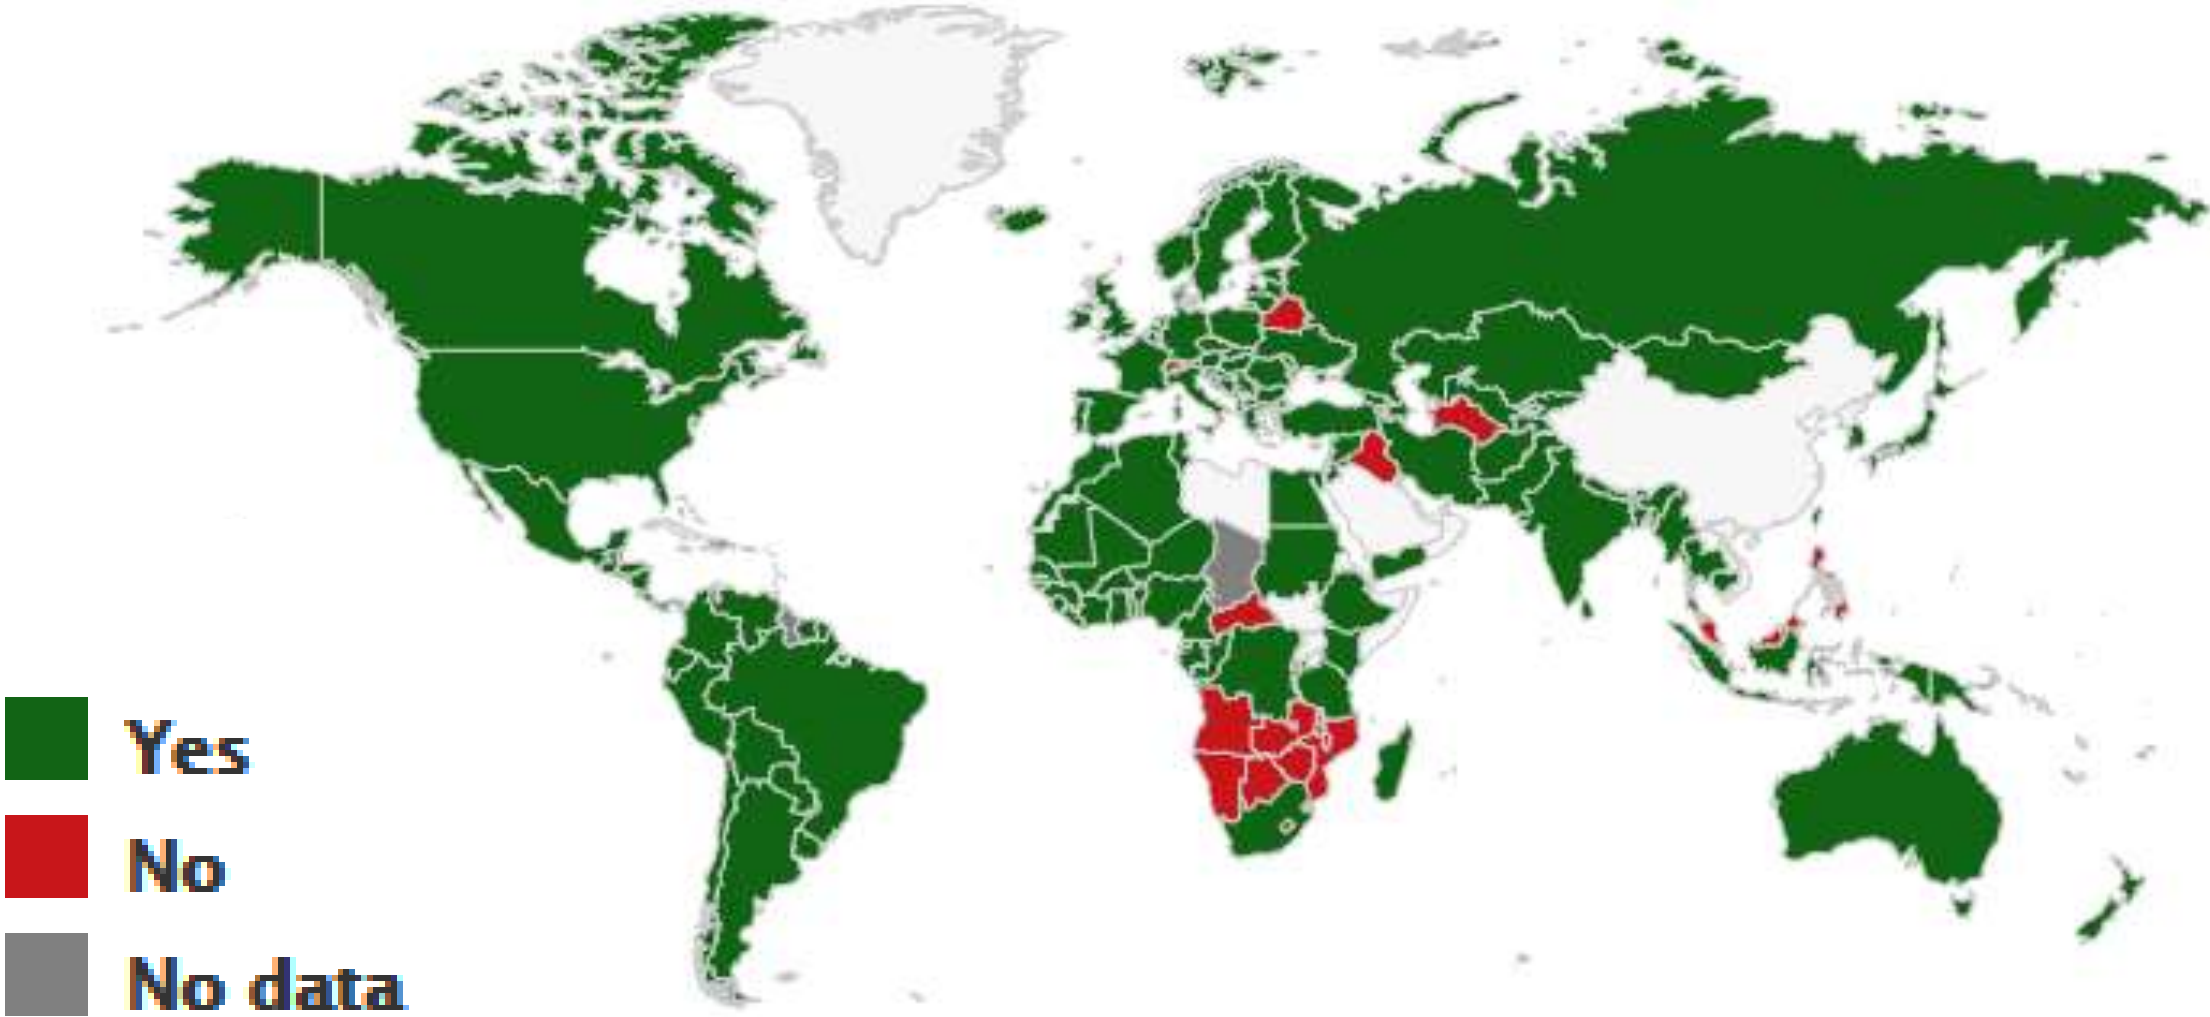 Yes
No
No data